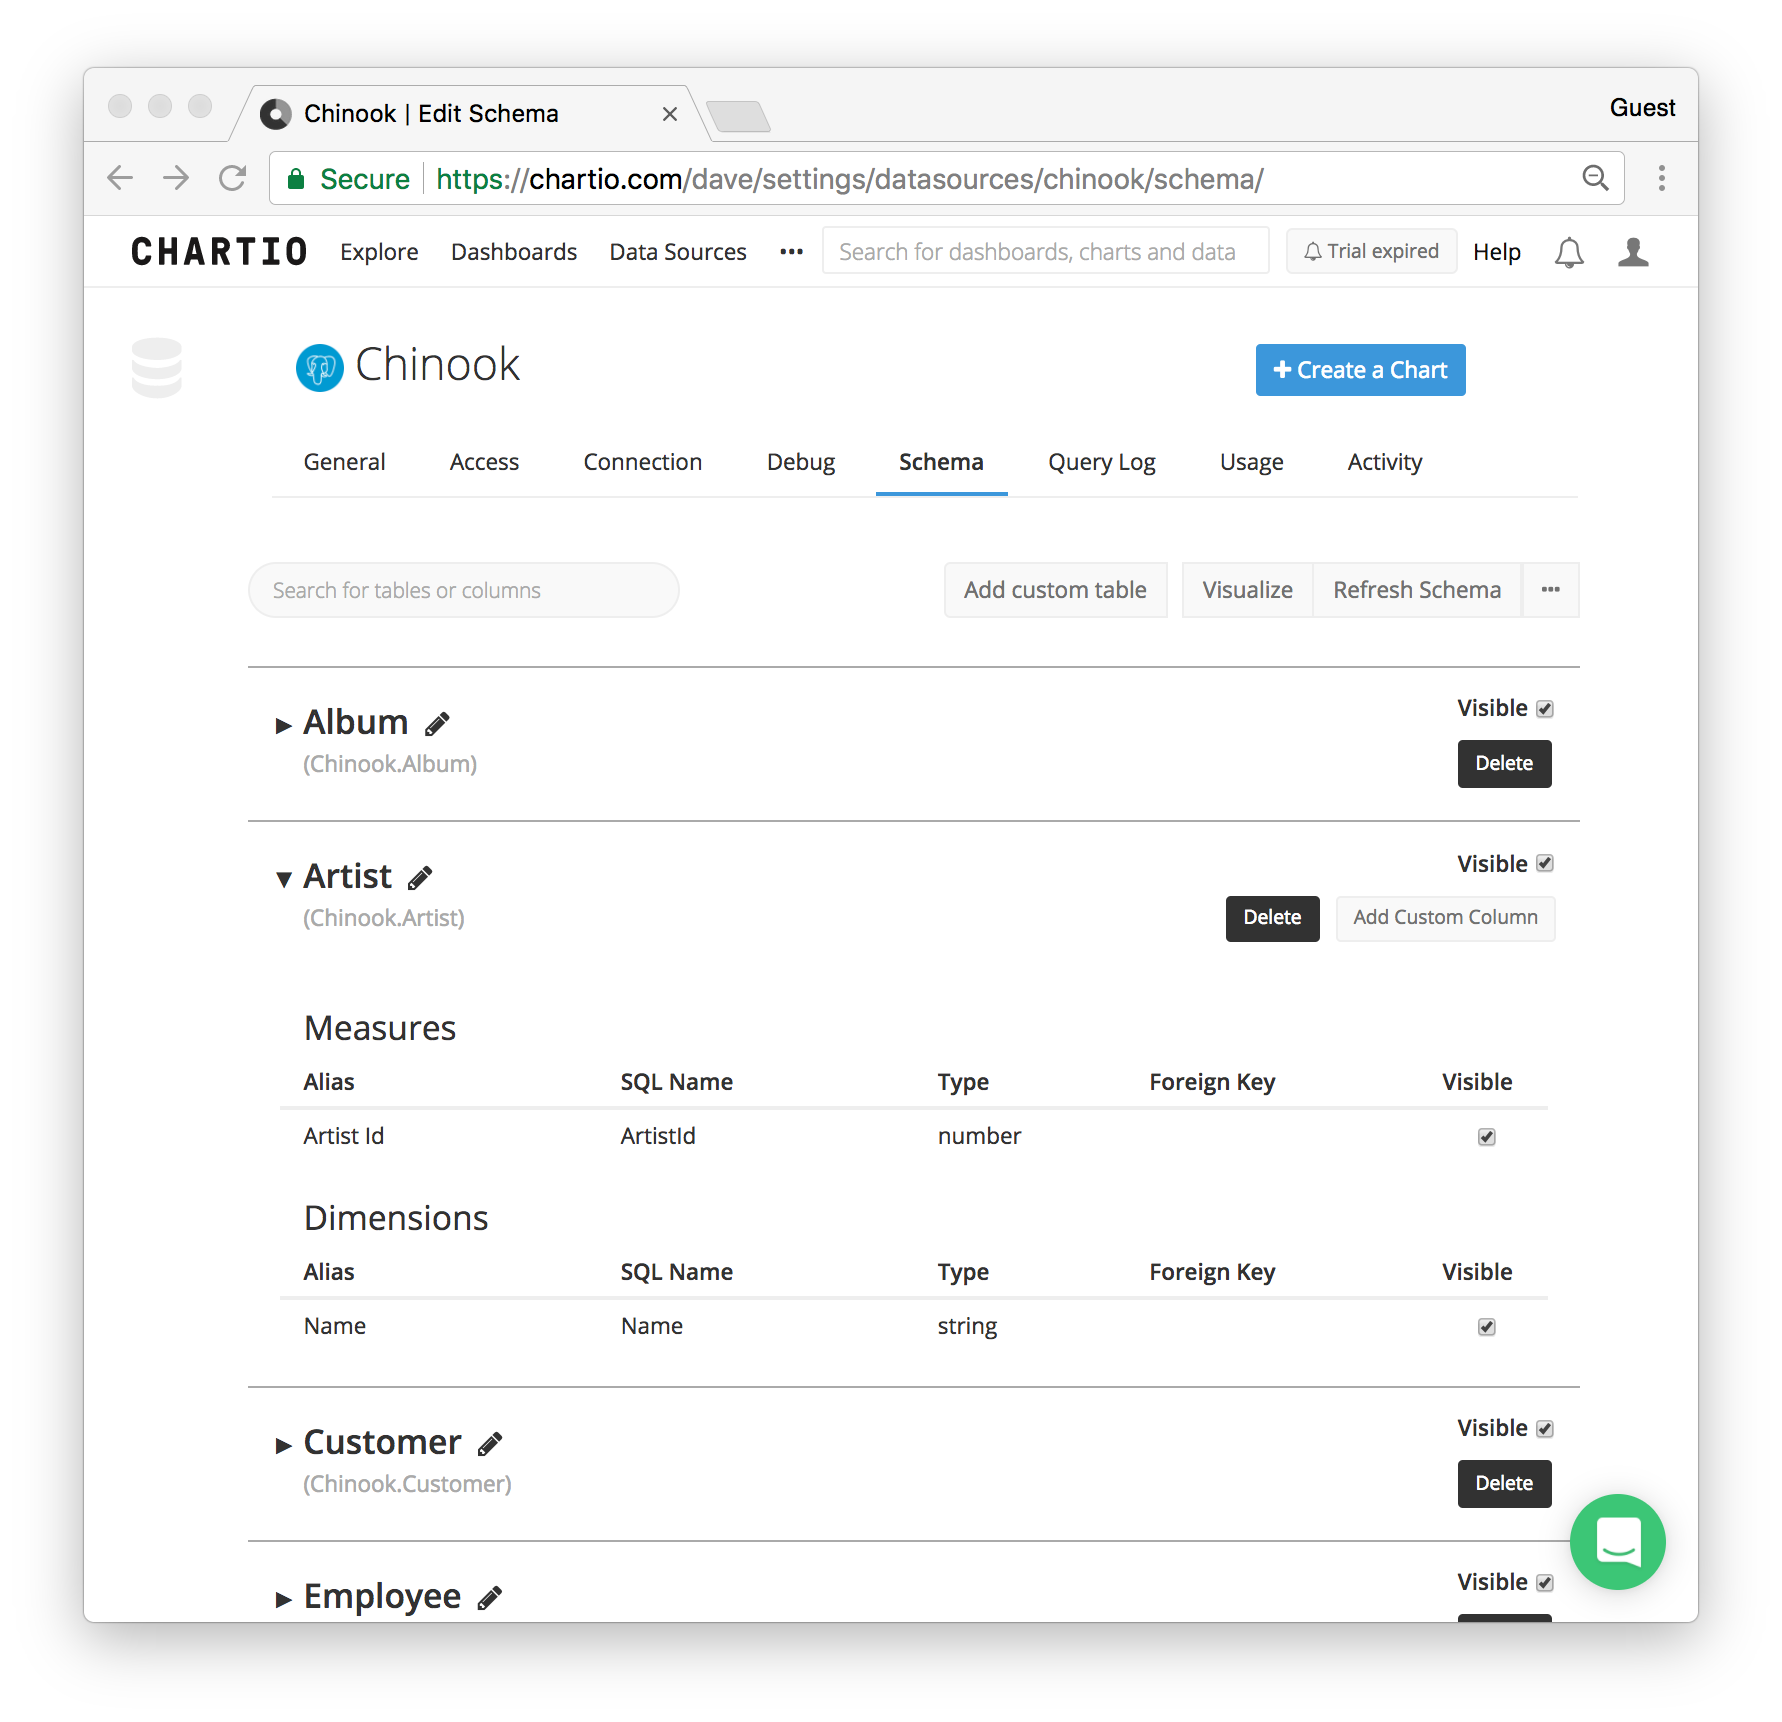 Chinook | Edit Schema
Guest
Secure https://chartio.com/dave/settings/datasources/chinook/schema/
CHARTIO Explore Dashboards Data Sources ••• Search for dashboards, charts and data Trial expired Help
Chinook
+ Create a Chart
General Access Connection Debug Schema Query Log Usage Activity
Search for tables or columns Add custom table Visualize Refresh Schema •••
Album Visible
(Chinook.Album) Delete
Artist Visible
(Chinook.Artist) Delete Add Custom Column
Measures
Alias SQL Name Type Foreign Key Visible
Artist Id ArtistId number
Dimensions
Alias SQL Name Type Foreign Key Visible
Name Name string
Customer Visible
(Chinook.Customer) Delete
Employee Visible